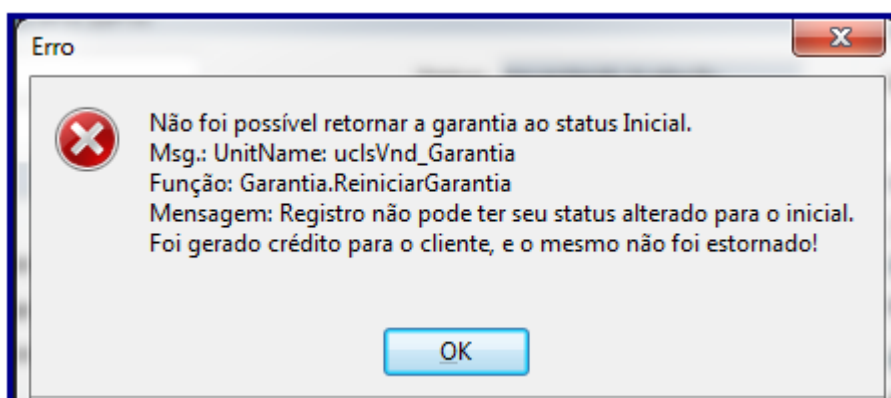 Erro
Não foi possível retornar a garantia ao status Inicial.
Msg.: UnitName: uclsVnd_Garantia
Função: Garantia.ReiniciarGarantia
Mensagem: Registro não pode ter seu status alterado para o inicial.
Foi gerado crédito para o cliente, e o mesmo não foi estornado!
OK